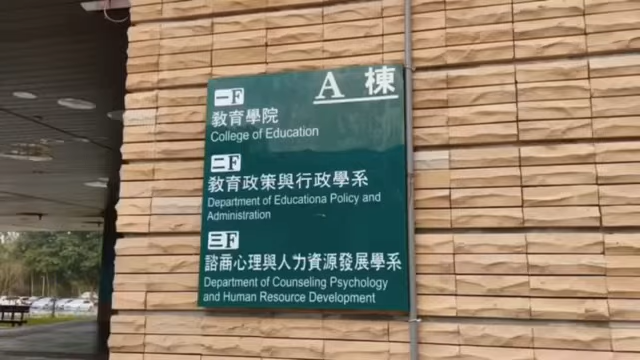 A棟
一F
教育學院
College of Education
二F
教育政策與行政學系
Department of Educationa Policy and
Administration
三F
諮商心理與人力資源發展學系
Department of Counseling Psychology
and Human Resource Development